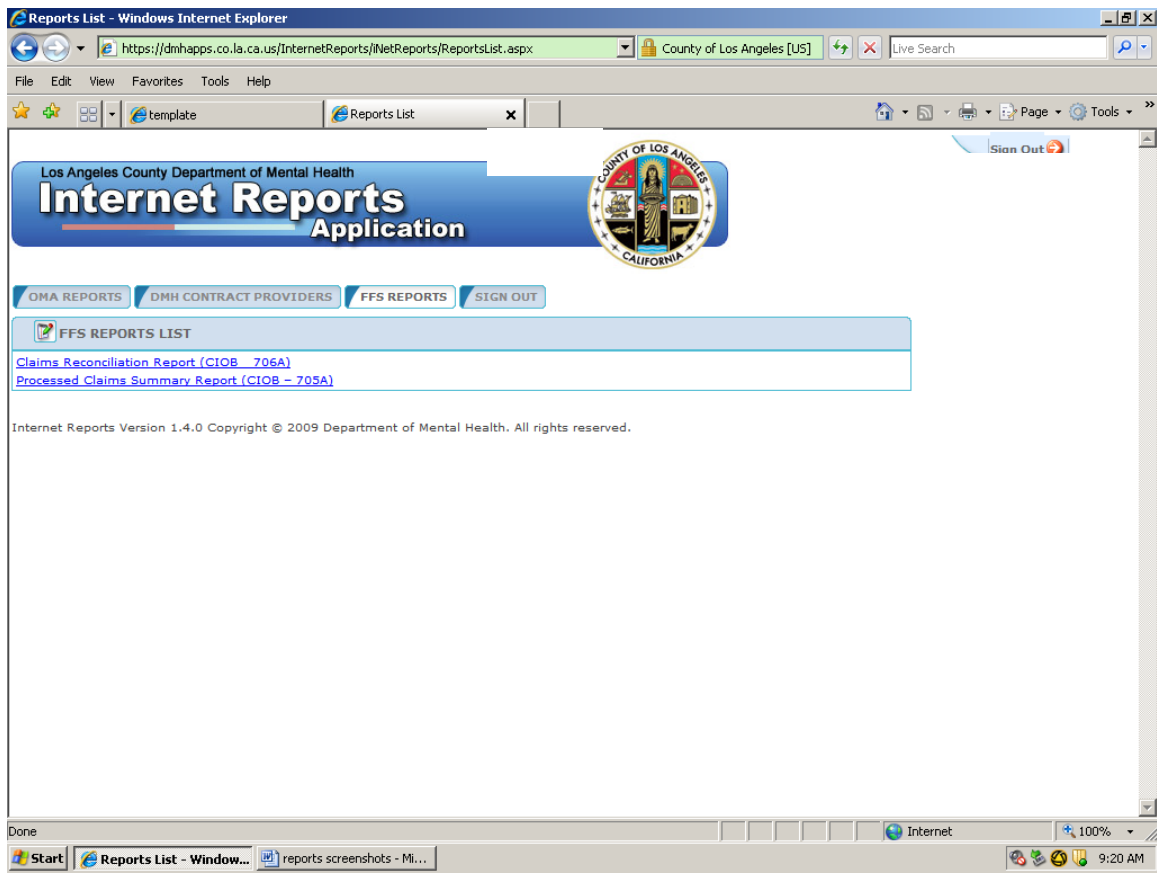 Reports List - Windows Internet Explorer
https://dmhapps.co.la.ca.us/InternetReports/iNetReports/ReportsList.aspx County of Los Angeles [US] Live Search
File Edit View Favorites Tools Help
template Reports List Page Tools
Sign Out
Los Angeles County Department of Mental Health
Internet Reports
Application
COUNTY OF LOS ANGELES
CALIFORNIA
OMA REPORTS DMH CONTRACT PROVIDERS FFS REPORTS SIGN OUT
FFS REPORTS LIST
Claims Reconciliation Report (CIOB _ 706A)
Processed Claims Summary Report (CIOB – 705A)
Internet Reports Version 1.4.0 Copyright © 2009 Department of Mental Health. All rights reserved.
Done Internet 100%
Start Reports List - Window... reports screenshots - Mi... 9:20 AM